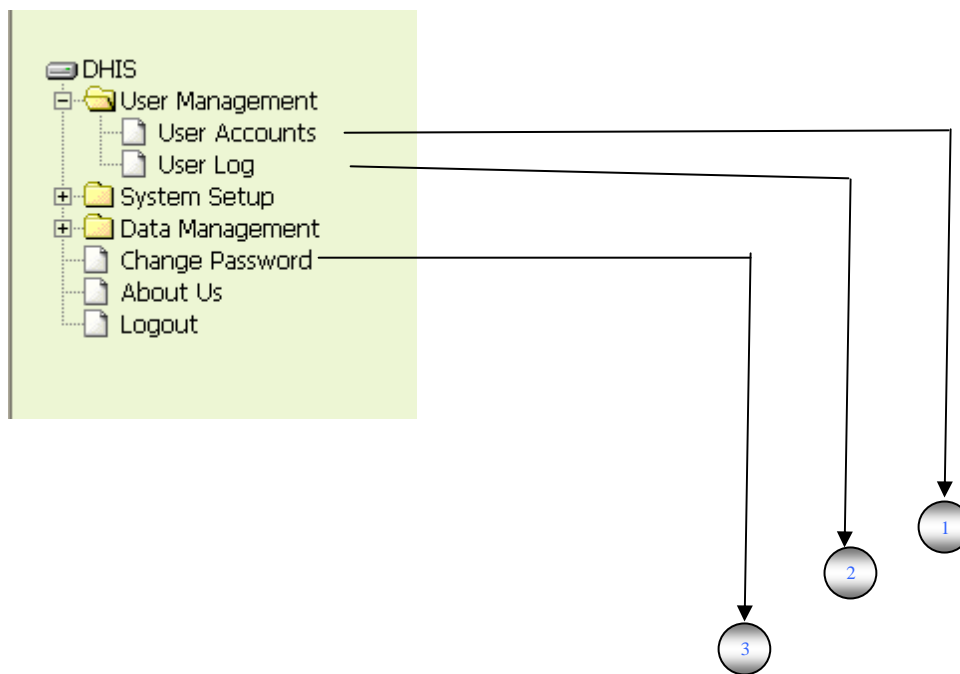 DHIS
User Management
User Accounts
User Log
System Setup
Data Management
Change Password
About Us
Logout
1
2
3